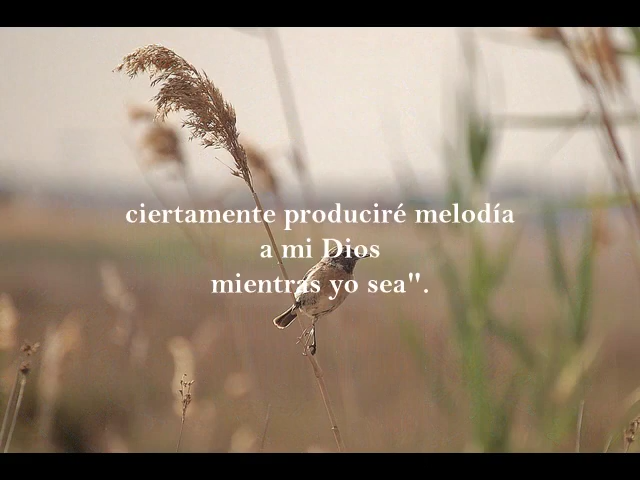 ciertamente produciré melodía
a mi Dios
mientras yo sea".